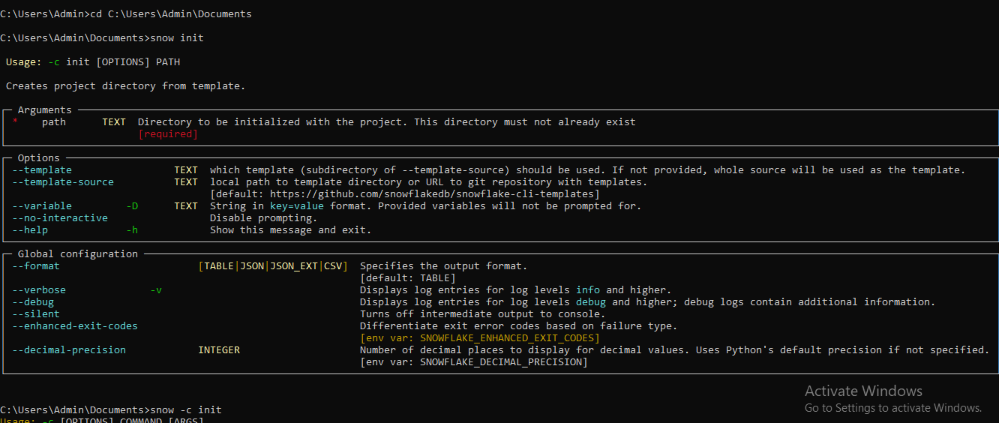 C:\Users\Admin>cd C:\Users\Admin\Documents
C:\Users\Admin\Documents>snow init
Usage: -c init [OPTIONS] PATH
Creates project directory from template.
Arguments
* path TEXT Directory to be initialized with the project. This directory must not already exist
[required]
Options
--template TEXT which template (subdirectory of --template-source) should be used. If not provided, whole source will be used as the template.
--template-source TEXT local path to template directory or URL to git repository with templates.
[default: https://github.com/snowflakedb/snowflake-cli-templates]
--variable -D TEXT String in key=value format. Provided variables will not be prompted for.
--no-interactive Disable prompting.
--help -h Show this message and exit.
Global configuration
--format [TABLE|JSON|JSON_EXT|CSV] Specifies the output format.
[default: TABLE]
--verbose -v Displays log entries for log levels info and higher.
--debug Displays log entries for log levels debug and higher; debug logs contain additional information.
--silent Turns off intermediate output to console.
--enhanced-exit-codes Differentiate exit error codes based on failure type.
[env var: SNOWFLAKE_ENHANCED_EXIT_CODES]
--decimal-precision INTEGER Number of decimal places to display for decimal values. Uses Python's default precision if not specified.
[env var: SNOWFLAKE_DECIMAL_PRECISION]
Activate Windows
Go to Settings to activate Windows.
C:\Users\Admin\Documents>snow -c init
Usage: -c [OPTIONS] COMMAND [ARGS]